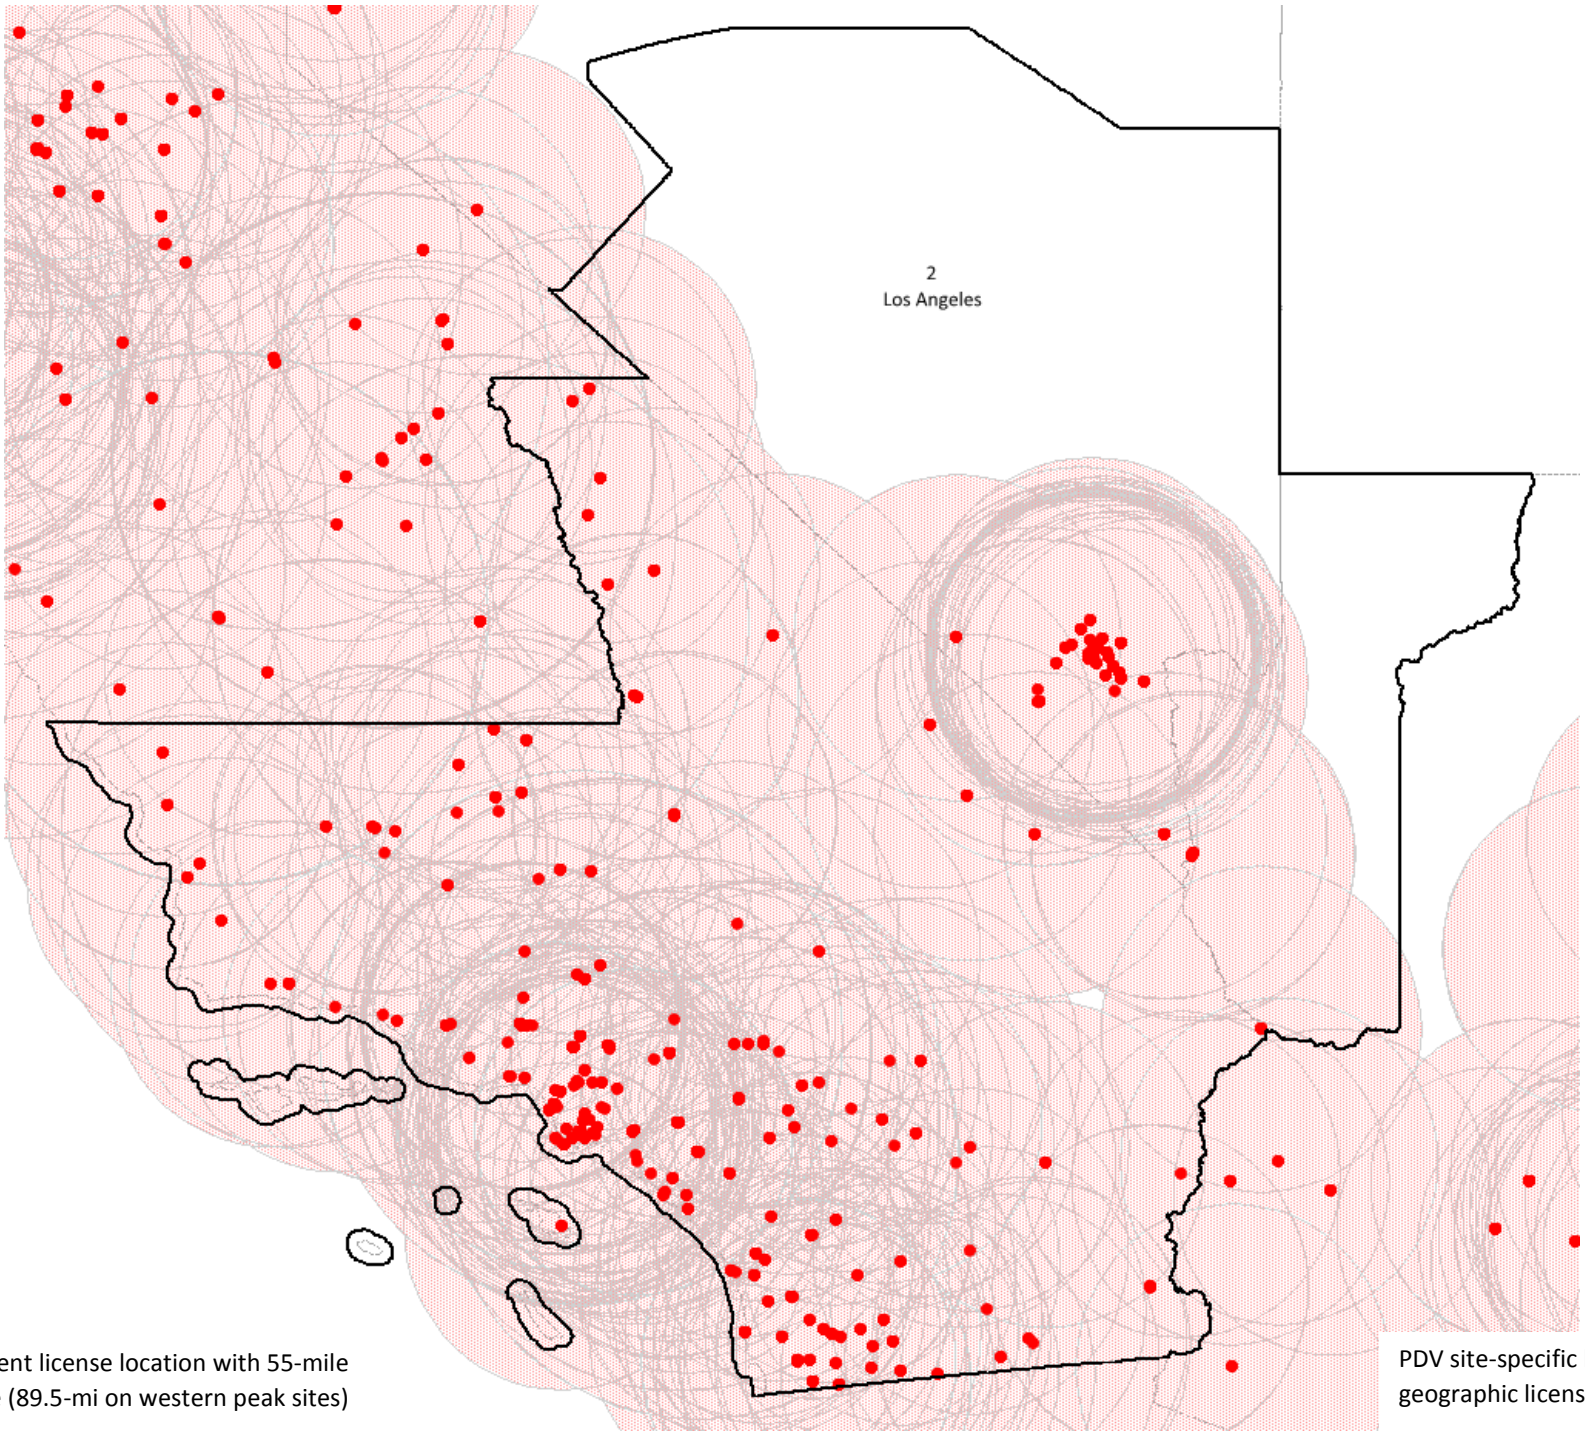 2
Los Angeles
ent license location with 55-mile
(89.5-mi on western peak sites)
PDV site-specific
geographic licens